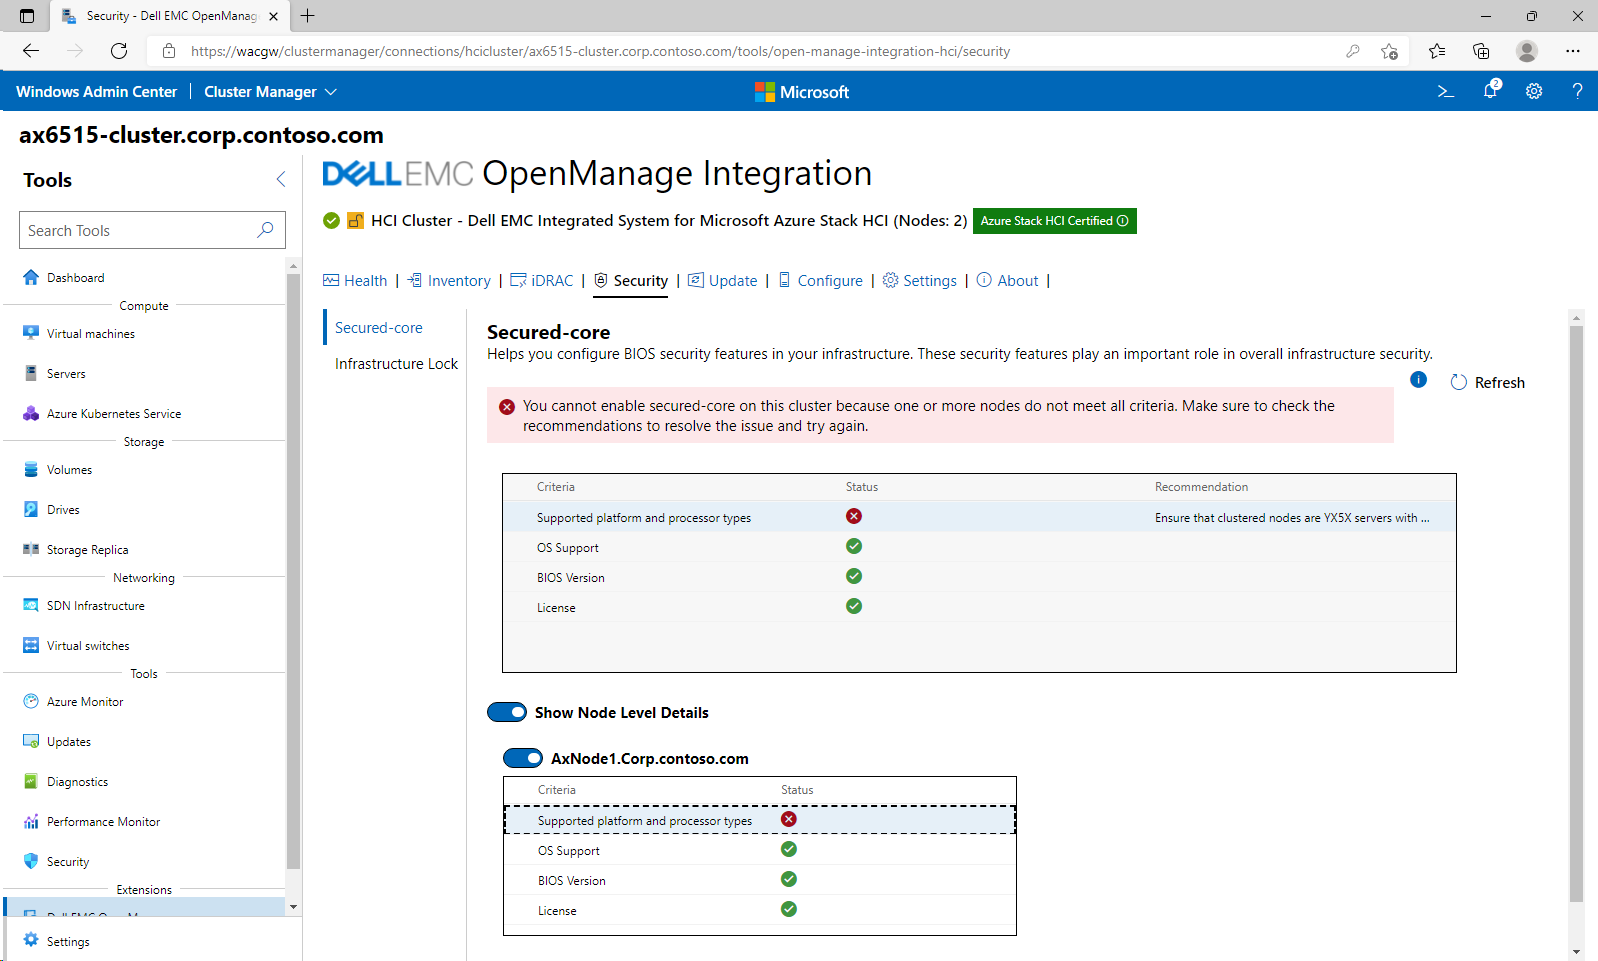 Security - Dell EMC OpenManag
https://wacgw/clustermanager/connections/hcicluster/ax6515-cluster.corp.contoso.com/tools/open-manage-integration-hci/security
Windows Admin Center
Cluster Manager
Microsoft
2
?
ax6515-cluster.corp.contoso.com
Tools
Search Tools
Dashboard
Compute
Virtual machines
Servers
Azure Kubernetes Service
Storage
Volumes
Drives
Storage Replica
Networking
SDN Infrastructure
Virtual switches
Tools
Azure Monitor
Updates
Diagnostics
Performance Monitor
Security
Extensions
Settings
DELLEMC OpenManage Integration
HCI Cluster - Dell EMC Integrated System for Microsoft Azure Stack HCI (Nodes: 2)
Azure Stack HCI Certified
Health | Inventory | iDRAC | Security | Update | Configure | Settings | About |
Secured-core
Infrastructure Lock
Secured-core
Helps you configure BIOS security features in your infrastructure. These security features play an important role in overall infrastructure security.
Refresh
You cannot enable secured-core on this cluster because one or more nodes do not meet all criteria. Make sure to check the
recommendations to resolve the issue and try again.
Criteria Status Recommendation
Supported platform and processor types Ensure that clustered nodes are YX5X servers with ...
OS Support
BIOS Version
License
Show Node Level Details
AxNode1.Corp.contoso.com
Criteria Status
Supported platform and processor types
OS Support
BIOS Version
License